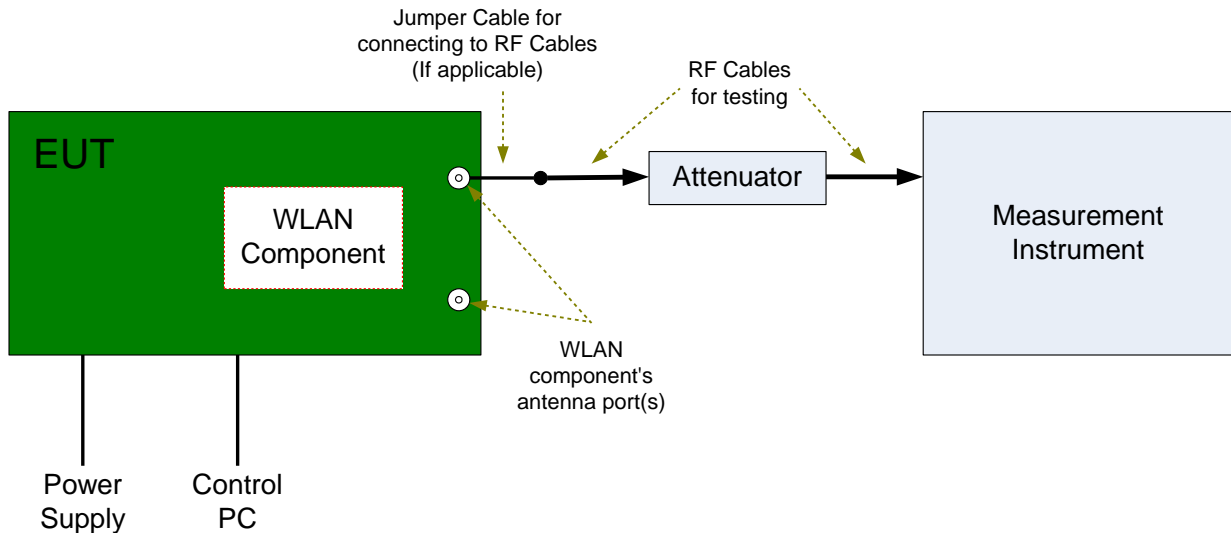 Jumper Cable for
connecting to RF Cables
(If applicable)
RF Cables
for testing
EUT
WLAN
Component
Attenuator
Measurement
Instrument
WLAN
component's
antenna port(s)
Power
Supply
Control
PC